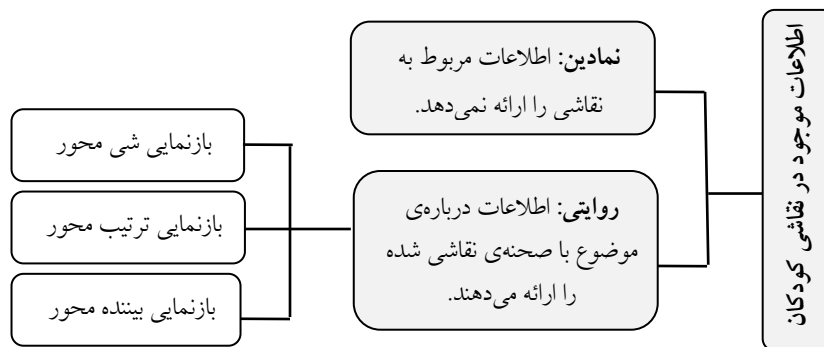 اطلاعات موجود در نقاشی کودکان
نمادین: اطلاعات مربوط به
نقاشی را ارائه نمی‌دهد.
روایتی: اطلاعات درباره‌ی
موضوع با صحنه‌ی نقاشی شده
را ارائه می‌دهند.
بازنمایی شی محور
بازنمایی ترتیب محور
بازنمایی بیننده محور